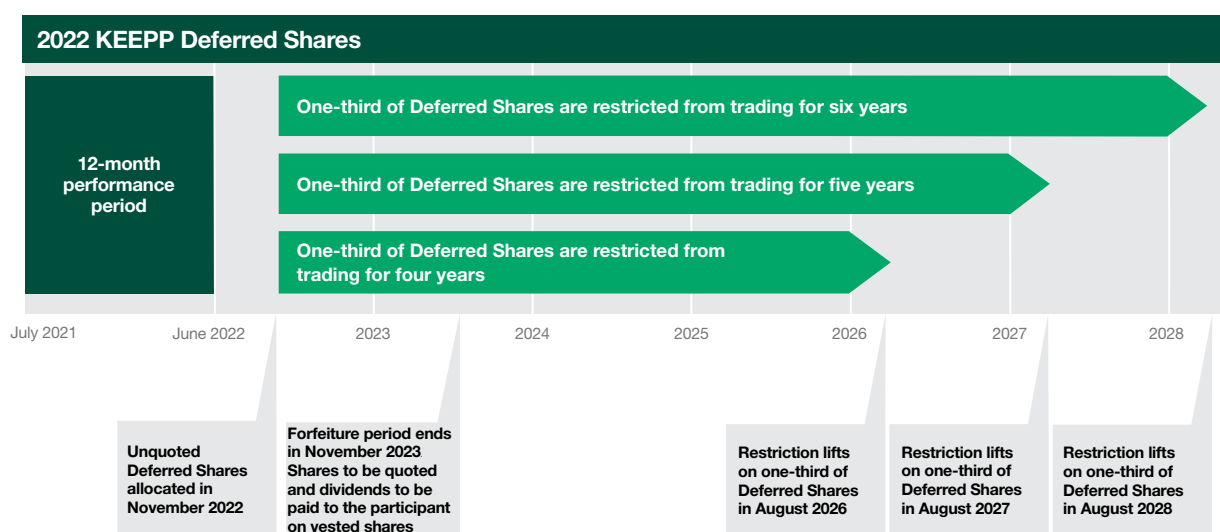 2022 KEEPP Deferred Shares
12-month
performance
period
One-third of Deferred Shares are restricted from trading for six years
One-third of Deferred Shares are restricted from trading for five years
One-third of Deferred Shares are restricted from
trading for four years
July 2021
June 2022
2023
2024
2025
2026
2027
2028
Unquoted
Deferred Shares
allocated in
November 2022
Forfeiture period ends
in November 2023.
Shares to be quoted
and dividends to be
paid to the participant
on vested shares
Restriction lifts
on one-third of
Deferred Shares
in August 2026
Restriction lifts
on one-third of
Deferred Shares
in August 2027
Restriction lifts
on one-third of
Deferred Shares
in August 2028